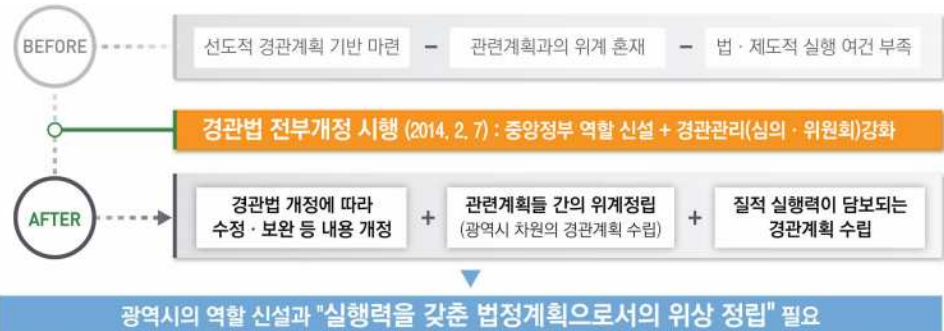 BEFORE
선도적 경관계획 기반 마련 - 관련계획과의 위계 혼재 - 법·제도적 실행 여건 부족
경관법 전부개정 시행 (2014. 2. 7) : 중앙정부 역할 신설 + 경관관리(심의·위원회)강화
AFTER
경관법 개정에 따라
수정·보완 등 내용 개정
+
관련계획들 간의 위계정립
(광역시 차원의 경관계획 수립)
+
질적 실행력이 담보되는
경관계획 수립
광역시의 역할 신설과 "실행력을 갖춘 법정계획으로서의 위상 정립" 필요